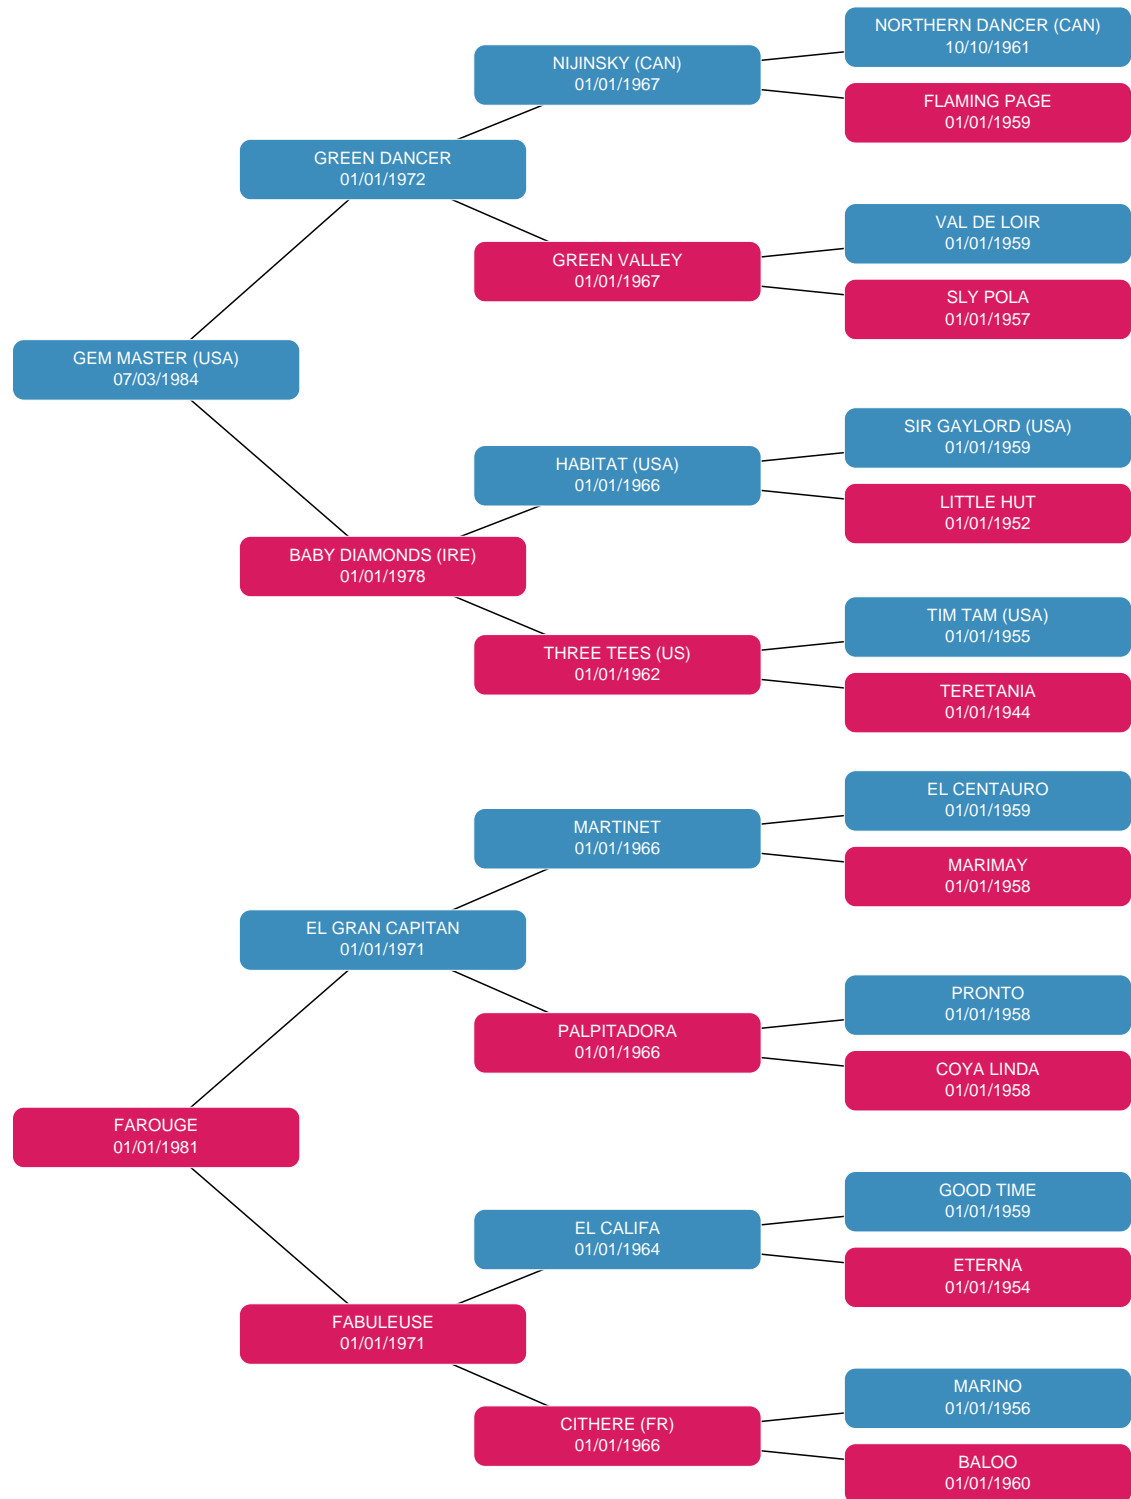 NORTHERN DANCER (CAN)
10/10/1961
NIJINSKY (CAN)
01/01/1967
FLAMING PAGE
01/01/1959
GREEN DANCER
01/01/1972
VAL DE LOIR
01/01/1959
GREEN VALLEY
01/01/1967
SLY POLA
01/01/1957
GEM MASTER (USA)
07/03/1984
SIR GAYLORD (USA)
01/01/1959
HABITAT (USA)
01/01/1966
LITTLE HUT
01/01/1952
BABY DIAMONDS (IRE)
01/01/1978
TIM TAM (USA)
01/01/1955
THREE TEES (US)
01/01/1962
TERETANIA
01/01/1944
EL CENTAURO
01/01/1959
MARTINET
01/01/1966
MARIMAY
01/01/1958
EL GRAN CAPITAN
01/01/1971
PRONTO
01/01/1958
PALPITADORA
01/01/1966
COYA LINDA
01/01/1958
FAROUGE
01/01/1981
GOOD TIME
01/01/1959
EL CALIFA
01/01/1964
ETERNA
01/01/1954
FABULEUSE
01/01/1971
MARINO
01/01/1956
CITHERE (FR)
01/01/1966
BALOO
01/01/1960